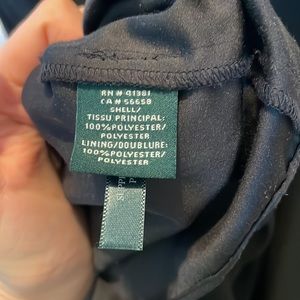 RN # 41381
CA # 56658
SHELL/
TISSU PRINCIPAL:
100%POLYESTER/
POLYESTER
LINING/DOUBLURE:
100%POLYESTER/
POLYESTER